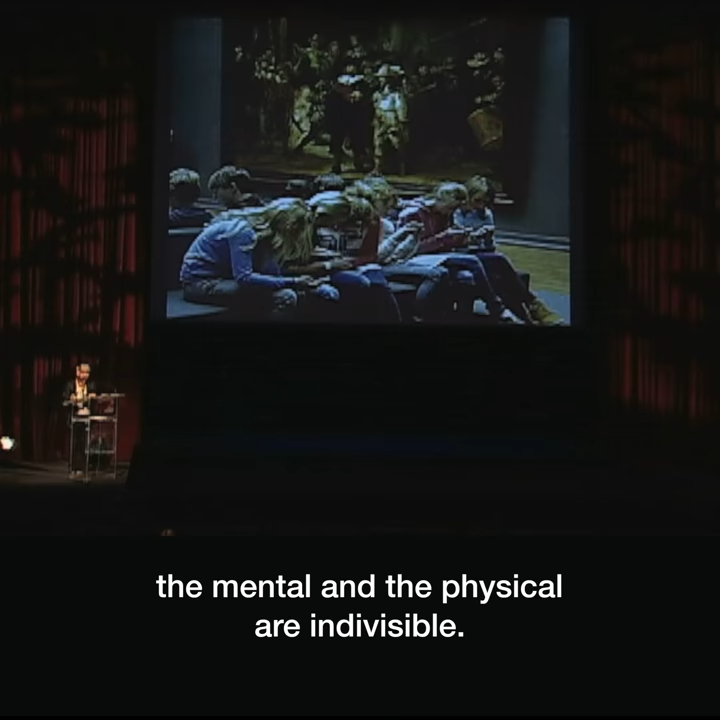 the mental and the physical
are indivisible.